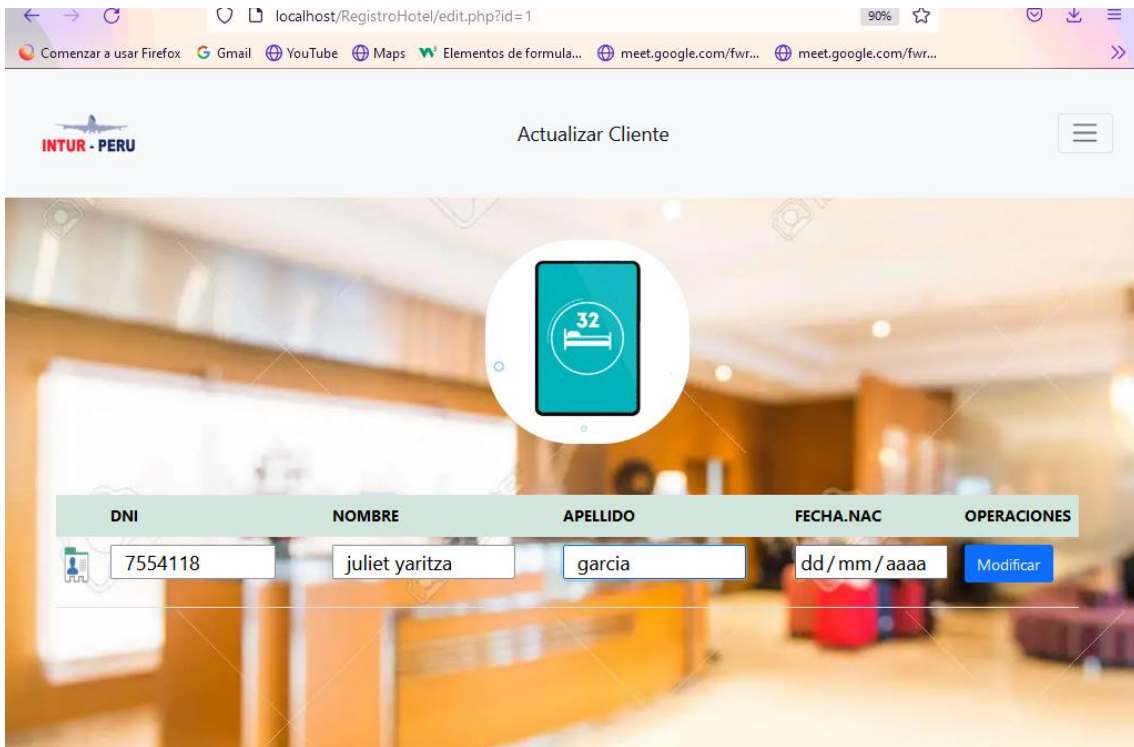 localhost/RegistroHotel/edit.php?id=1
90%
Comenzar a usar Firefox G Gmail YouTube Maps Elementos de formula... meet.google.com/fwr... meet.google.com/fwr...
INTUR - PERU
Actualizar Cliente
32
DNI NOMBRE APELLIDO FECHA.NAC OPERACIONES
7554118 juliet yaritza garcia dd/mm/aaaa Modificar